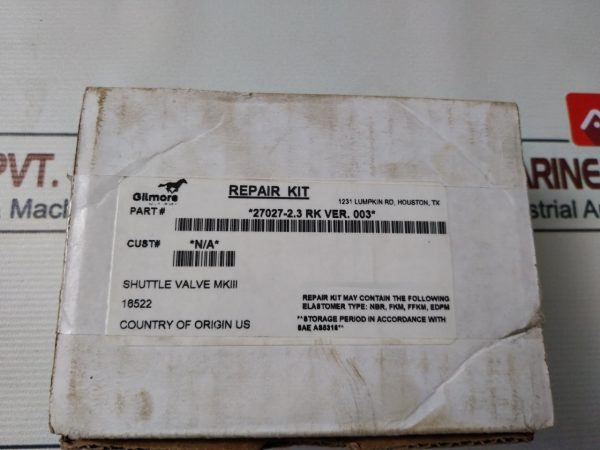 PVT.
Mach
ARINE
strial Au
Gilmore
REPAIR KIT
1231 LUMPKIN RD, HOUSTON, TX
PART # *27027-2.3 RK VER. 003*
CUST# *N/A*
SHUTTLE VALVE MKIII
16522
COUNTRY OF ORIGIN US
REPAIR KIT MAY CONTAIN THE FOLLOWING
ELASTOMER TYPE: NBR, FKM, FFKM, EDPM
**STORAGE PERIOD IN ACCORDANCE WITH
SAE AS5316**